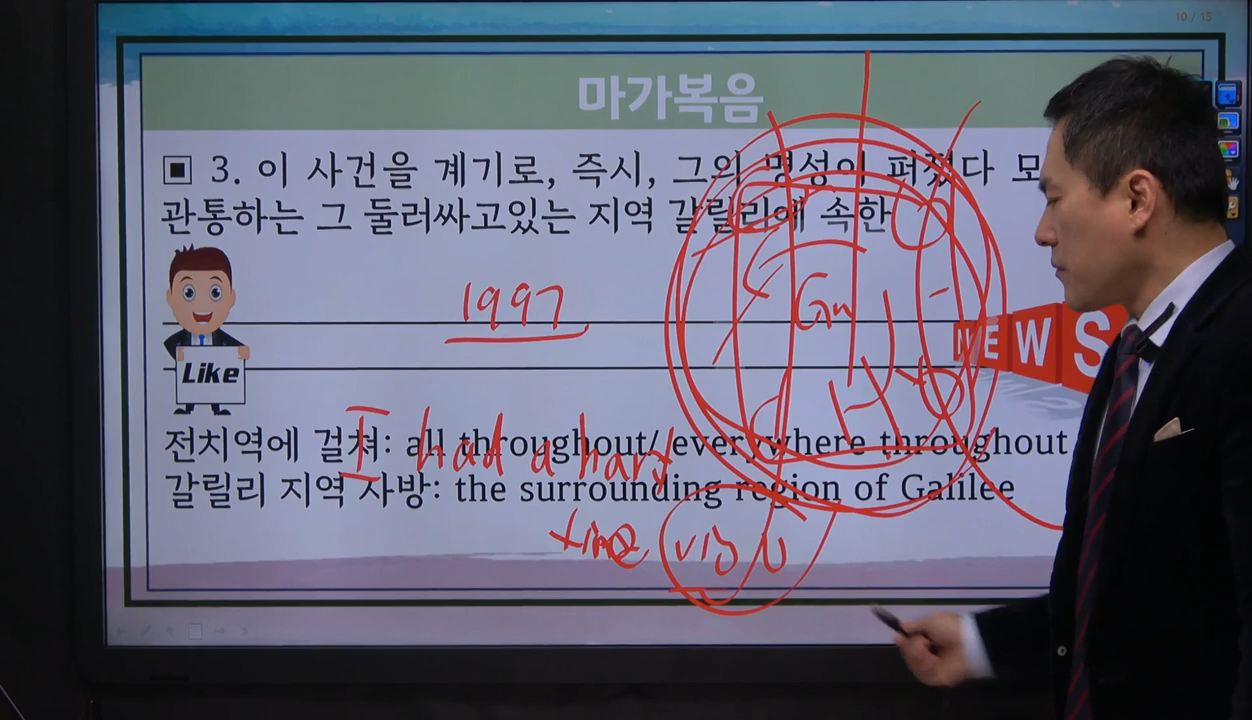 10 / 15
마가복음
▣ 3. 이 사건을 계기로, 즉시, 그의 명성이 퍼졌다 모
관통하는 그 둘러싸고있는 지역 갈릴리에 속한
1997
NEWS
Like
전치역에 걸쳐: all throughout/ everywhere throughout
갈릴리 지역 사방: the surrounding region of Galilee
I had a hard
time